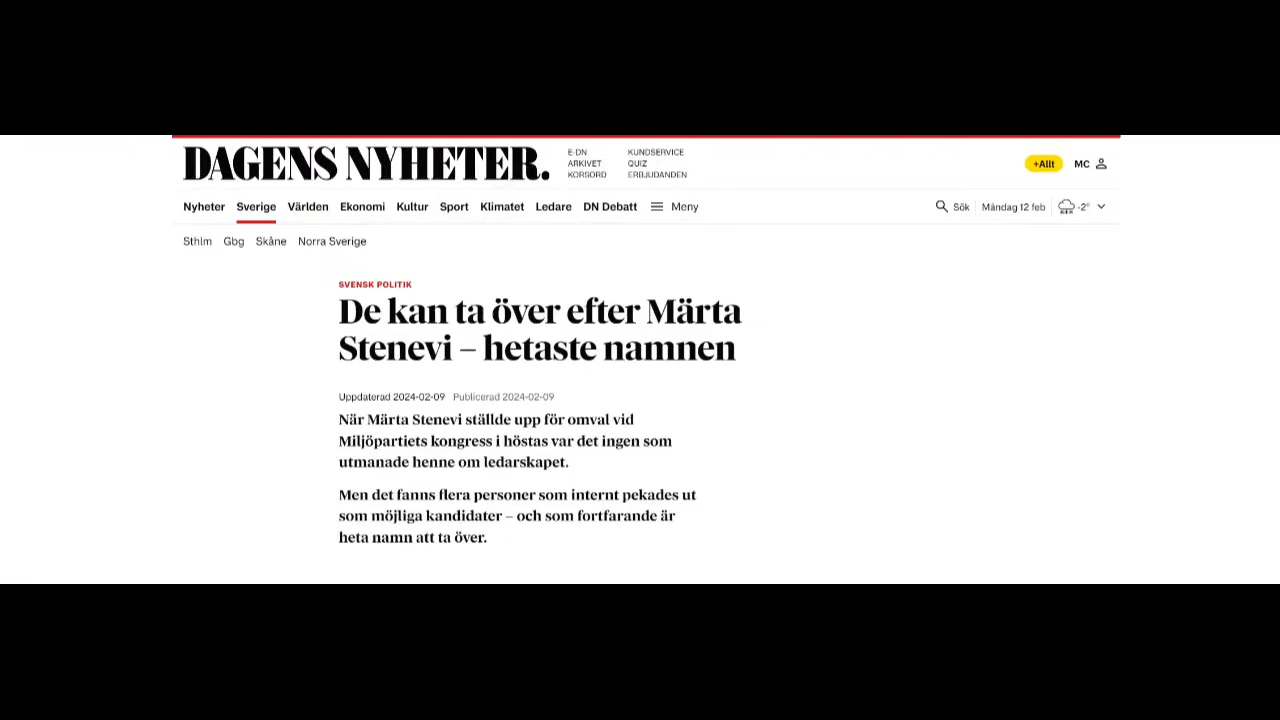 DAGENS NYHETER.
E-DN
ARKIVET
KORSORD
KUNDSERVICE
QUIZ
ERBJUDANDEN
+Allt
MC
Nyheter Sverige Världen Ekonomi Kultur Sport Klimatet Ledare DN Debatt Meny
Sök Måndag 12 feb -2°
Sthlm Gbg Skåne Norra Sverige
SVENSK POLITIK
De kan ta över efter Märta
Stenevi – hetaste namnen
Uppdaterad 2024-02-09 Publicerad 2024-02-09
När Märta Stenevi ställde upp för omval vid
Miljöpartiets kongress i höstas var det ingen som
utmanade henne om ledarskapet.
Men det fanns flera personer som internt pekades ut
som möjliga kandidater – och som fortfarande är
heta namn att ta över.